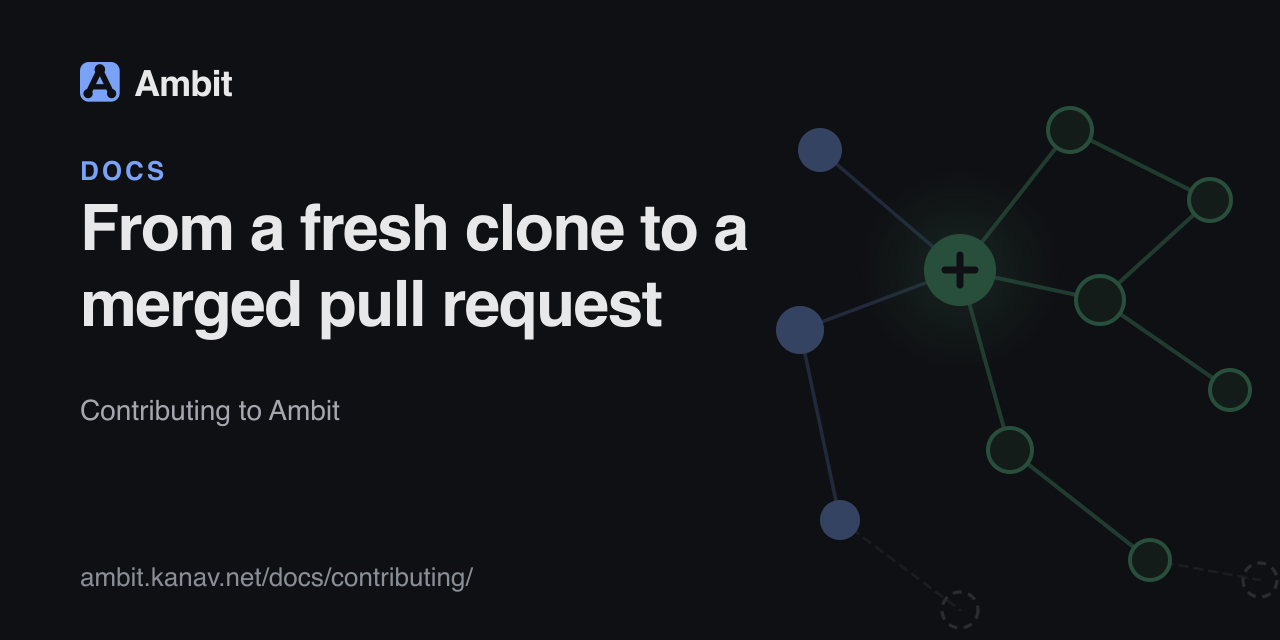 Ambit
DOCS
From a fresh clone to a
merged pull request
Contributing to Ambit
ambit.kanav.net/docs/contributing/